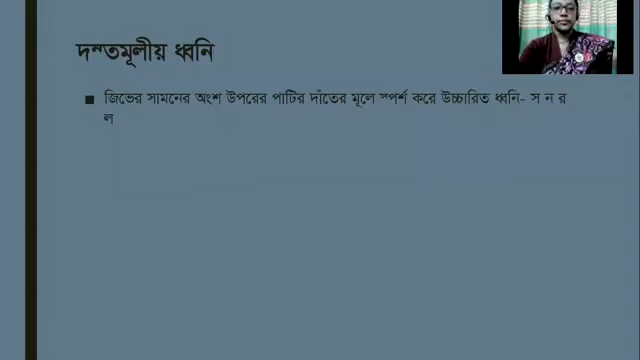 দন্তমূলীয় ধ্বনি
জিভের সামনের অংশ উপরের পাটির দাঁতের মূলে স্পর্শ করে উচ্চারিত ধ্বনি- স ন র
ল